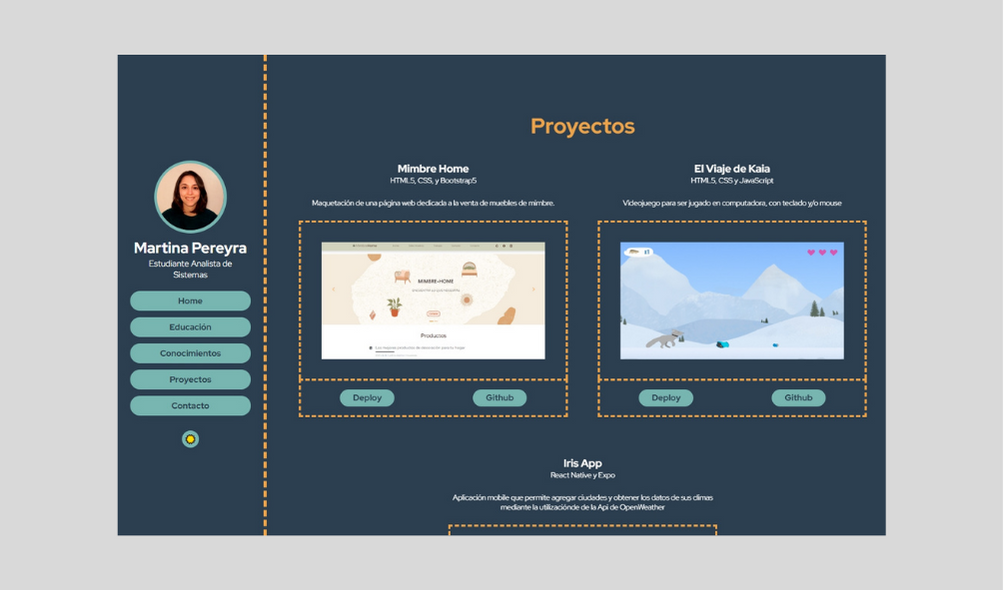 Martina Pereyra
Estudiante Analista de
Sistemas
Home
Educación
Conocimientos
Proyectos
Contacto
Proyectos
Mimbre Home
HTML5, CSS, y Bootstrap5
Maquetación de una página web dedicada a la venta de muebles de mimbre.
MIMBRE-HOME
Productos
Deploy
Github
El Viaje de Kaia
HTML5, CSS y JavaScript
Videojuego para ser jugado en computadora, con teclado y/o mouse
Deploy
Github
Iris App
React Native y Expo
Aplicación mobile que permite agregar ciudades y obtener los datos de sus climas
mediante la utilizaciónde de la Api de OpenWeather